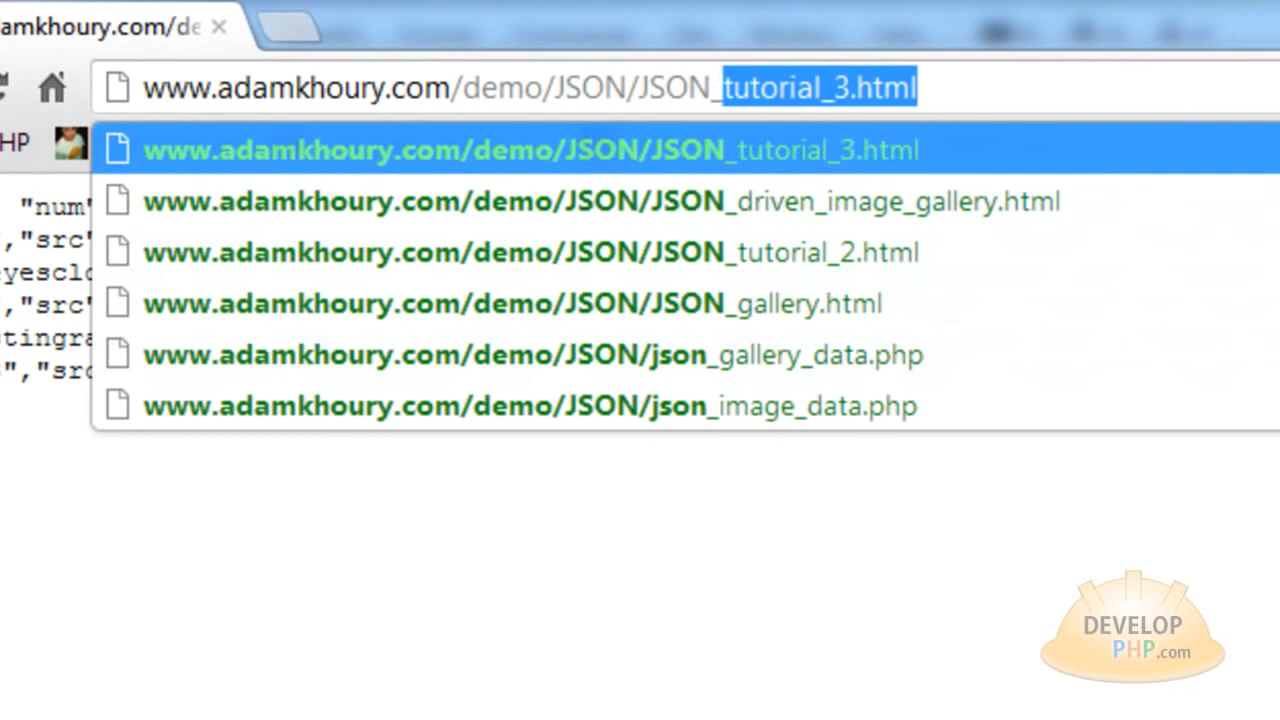 amkhoury.com/de
www.adamkhoury.com/demo/JSON/JSON_tutorial_3.html
HP
www.adamkhoury.com/demo/JSON/JSON_tutorial_3.html
"num"
www.adamkhoury.com/demo/JSON/JSON_driven_image_gallery.html
,"src"
www.adamkhoury.com/demo/JSON/JSON_tutorial_2.html
eyesclo
www.adamkhoury.com/demo/JSON/JSON_gallery.html
,"src"
www.adamkhoury.com/demo/JSON/json_gallery_data.php
tingra
www.adamkhoury.com/demo/JSON/json_image_data.php
","src
DEVELOP
PHP.com